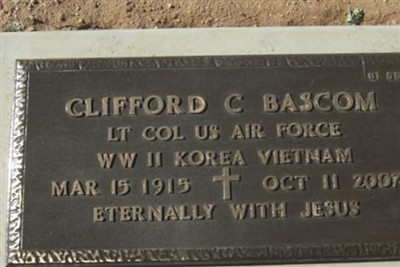 CLIFFORD C BASCOM
LT COL US AIR FORCE
WW II KOREA VIETNAM
MAR 15 1915 OCT 11 2007
ETERNALLY WITH JESUS